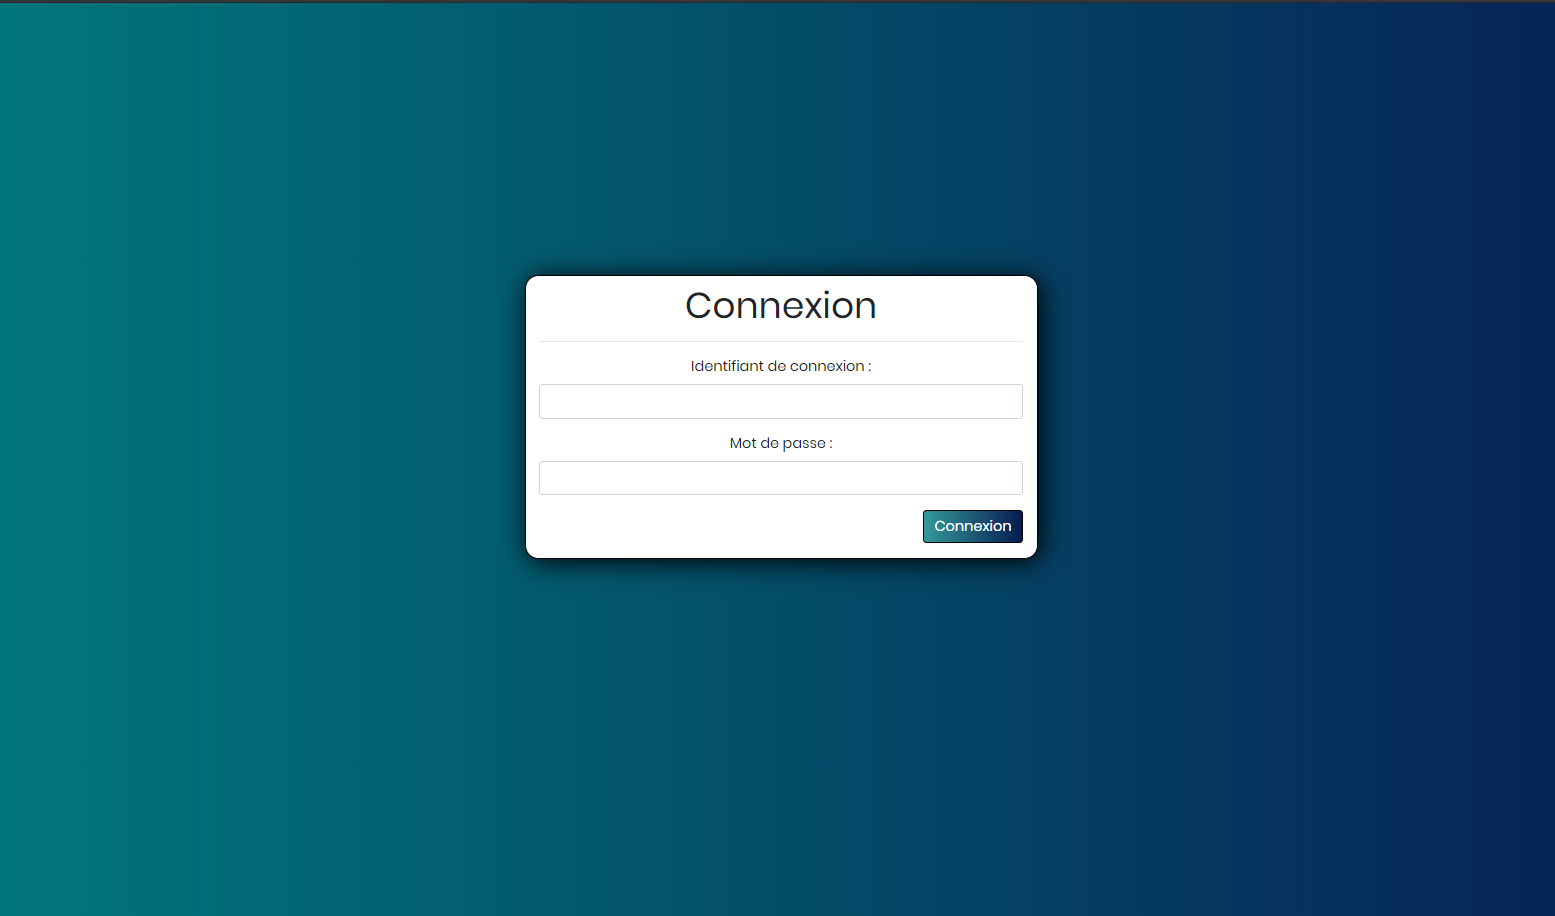 Connexion
Identifiant de connexion :
Mot de passe :
Connexion